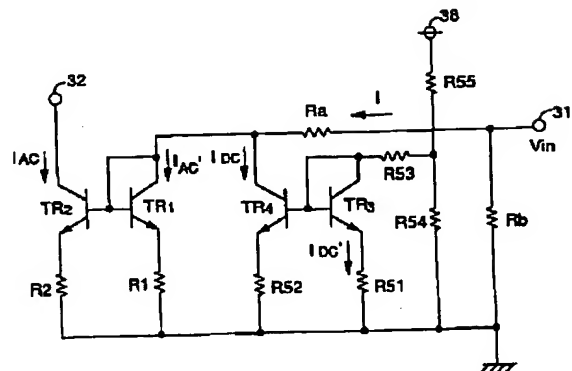 38
32
R55
Ra
I
31
Vin
IAC
IAC'
IDC
R53
TR2
TR1
TR4
TR3
R54
Rb
IDC'
R2
R1
R52
R51